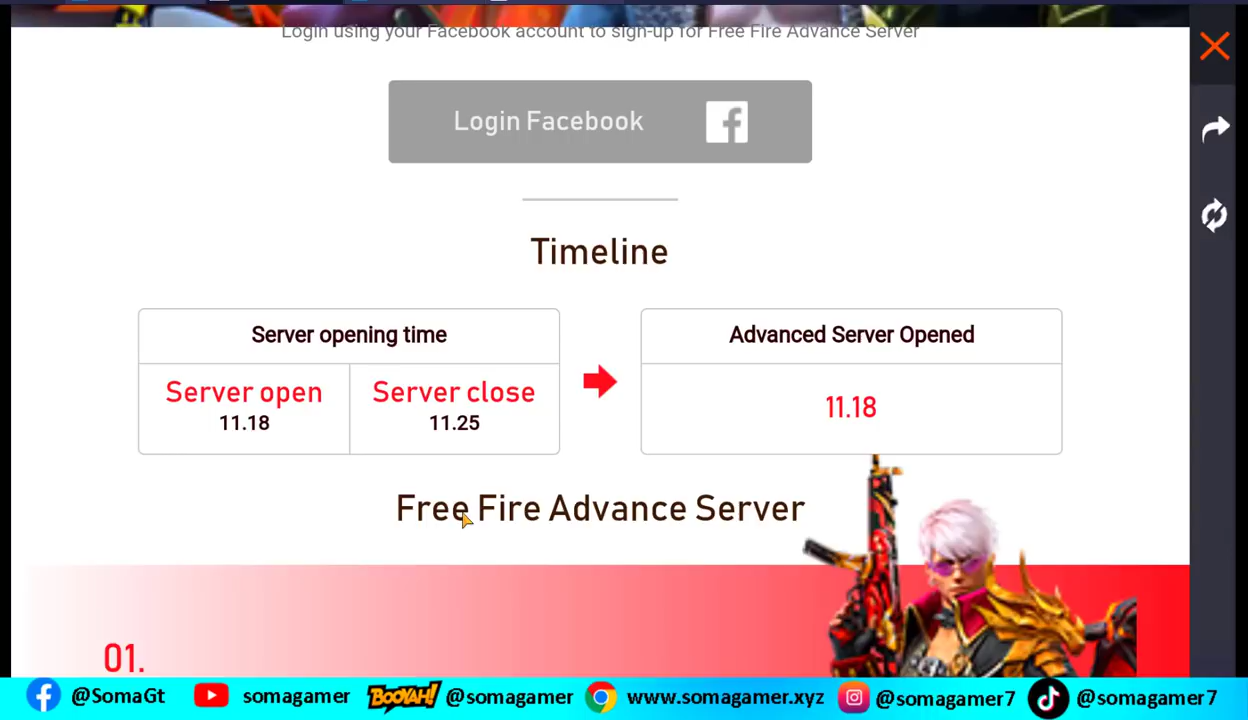 Login using your Facebook account to sign-up for Free Fire Advance Server
Login Facebook
Timeline
Server opening time
Advanced Server Opened
Server open
Server close
11.18
11.25
11.18
Free Fire Advance Server
01.
@SomaGt somagamer BOOYAH! @somagamer www.somagamer.xyz @somagamer7 @somagamer7